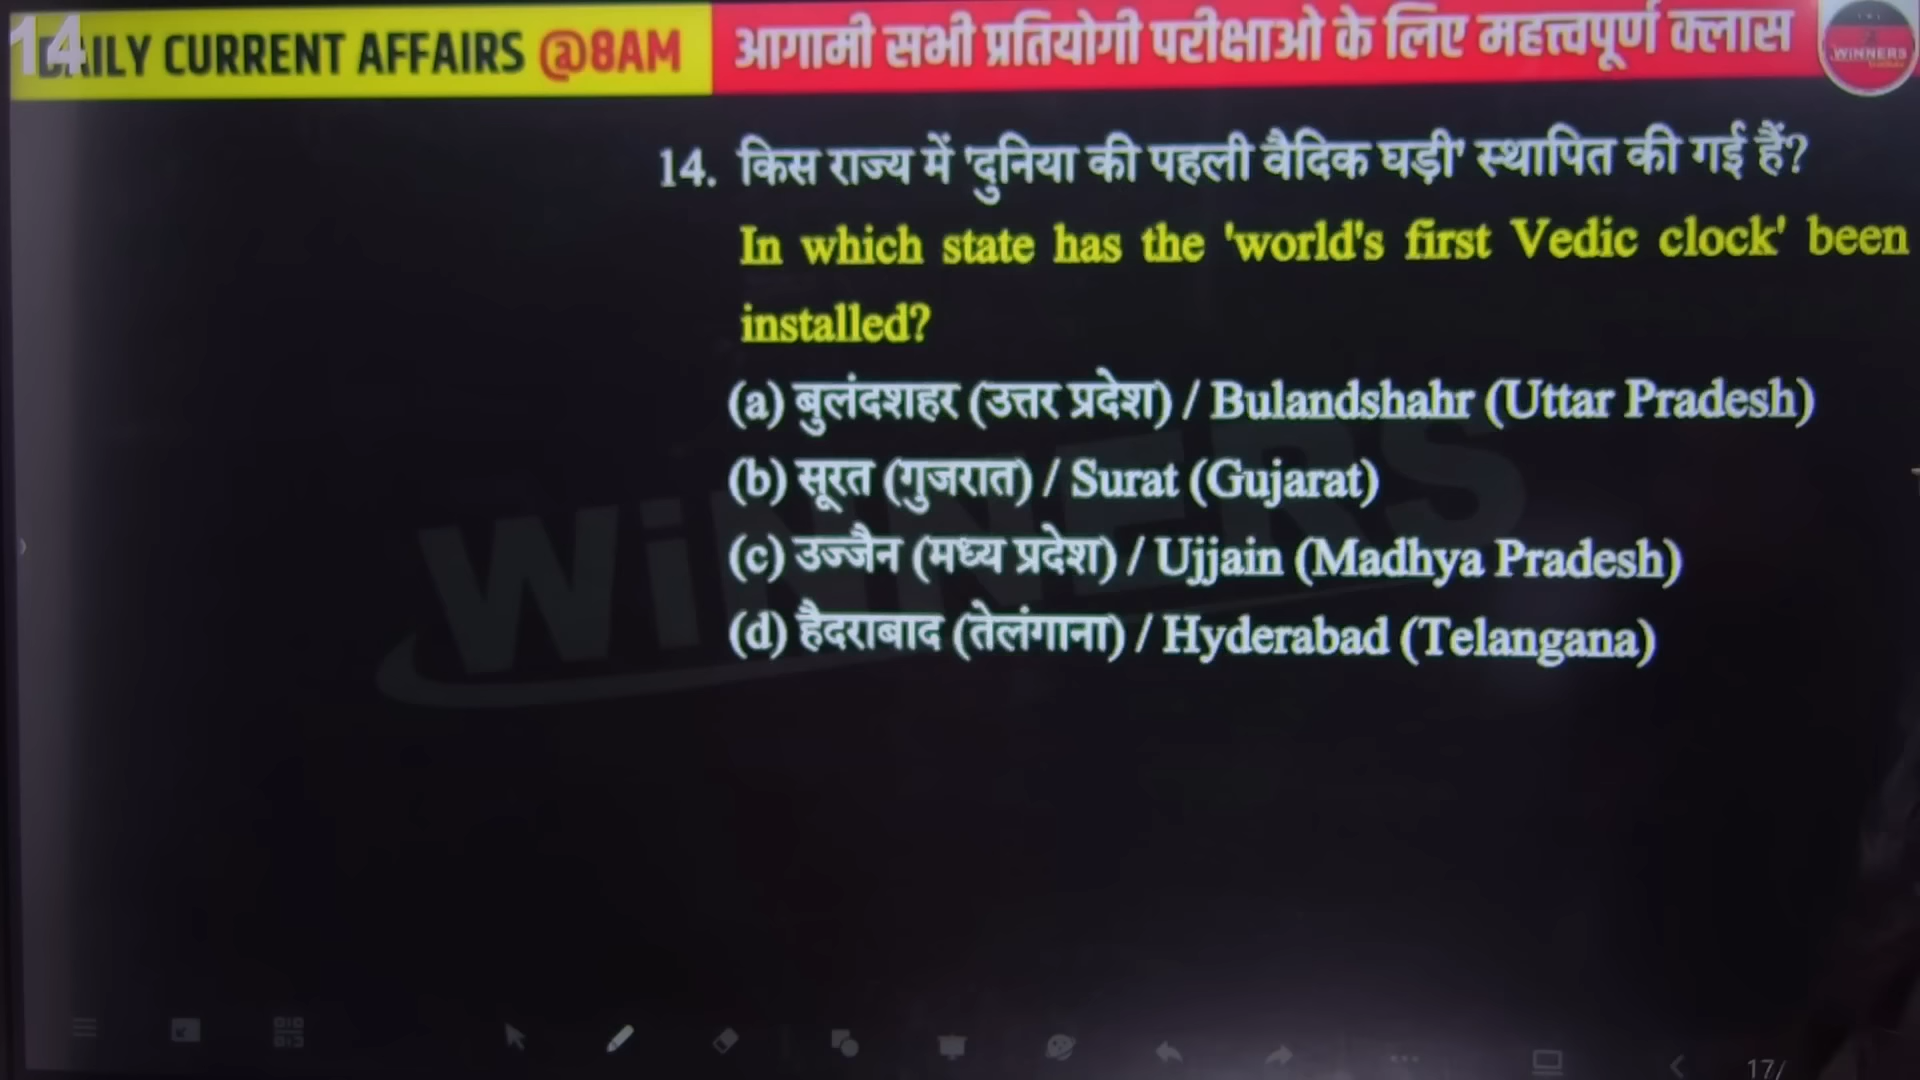 14
DAILY CURRENT AFFAIRS @8AM
आगामी सभी प्रतियोगी परीक्षाओ के लिए महत्त्वपूर्ण क्लास
WINNERS
14. किस राज्य में 'दुनिया की पहली वैदिक घड़ी' स्थापित की गई हैं?
In which state has the 'world's first Vedic clock' been
installed?
(a) बुलंदशहर (उत्तर प्रदेश) / Bulandshahr (Uttar Pradesh)
(b) सूरत (गुजरात) / Surat (Gujarat)
(c) उज्जैन (मध्य प्रदेश) / Ujjain (Madhya Pradesh)
(d) हैदराबाद (तेलंगाना) / Hyderabad (Telangana)
WiNNERS
17/